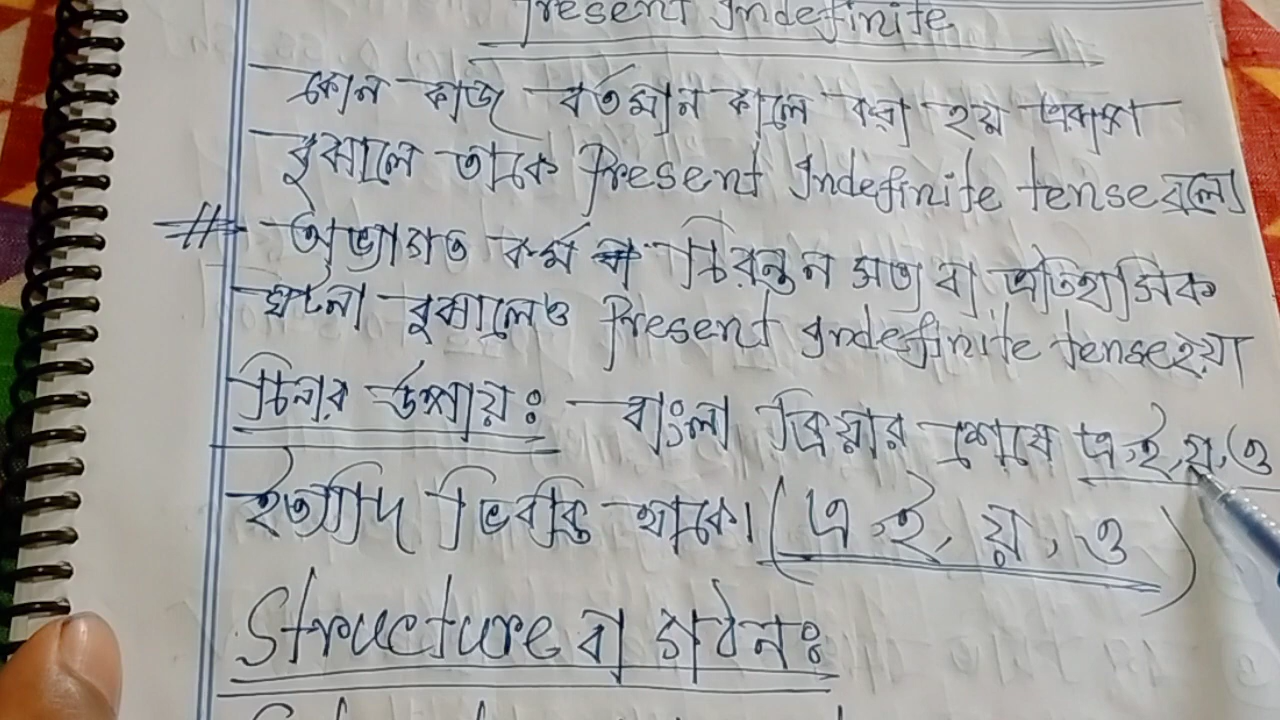 Present Indefinite
কোন কাজ বর্তমান কালে করা হয় এরূপ
বুঝালে তাকে Present Indefinite tense বলে।
# অভ্যাগত কর্ম বা চিরন্তন সত্য বা ঐতিহাসিক
ঘটনা বুঝালেও Present Indefinite tense হয়।
চিনার উপায়ঃ বাংলা ক্রিয়ার শেষে এ,ই,য়,ও
ইত্যাদি বিভক্তি থাকে। (এ,ই, য়, ও)
Structure বা গঠনঃ